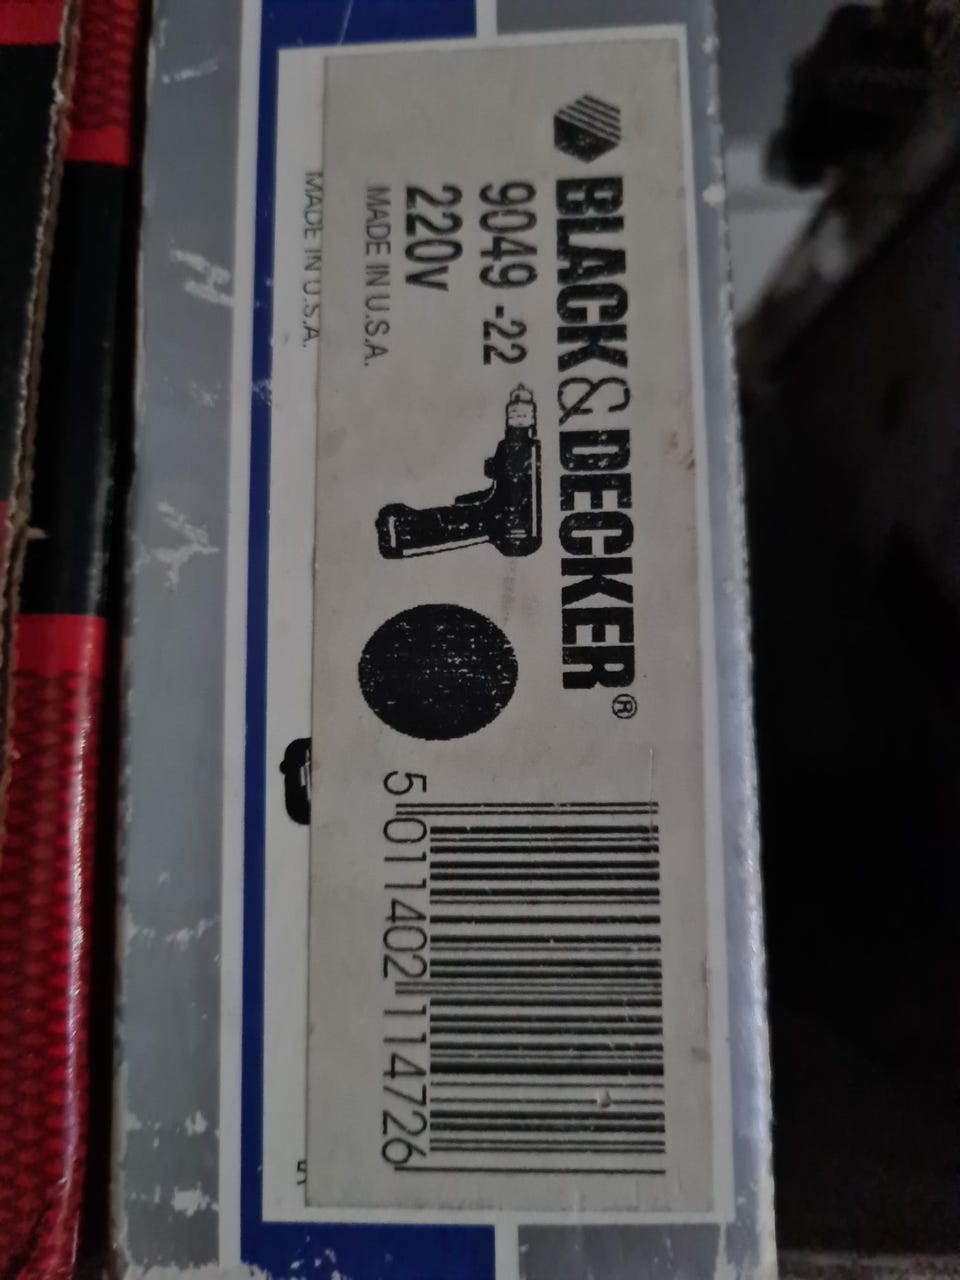 BLACK & DECKER®
9049 -22
220V
MADE IN U.S.A.
MADE IN U.S.A.
5 011402 114726